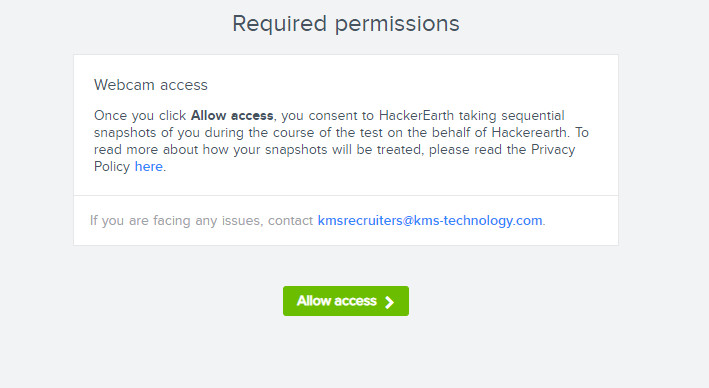 Required permissions
Webcam access
Once you click Allow access, you consent to HackerEarth taking sequential
snapshots of you during the course of the test on the behalf of Hackerearth. To
read more about how your snapshots will be treated, please read the Privacy
Policy here.
If you are facing any issues, contact kmsrecruiters@kms-technology.com.
Allow access